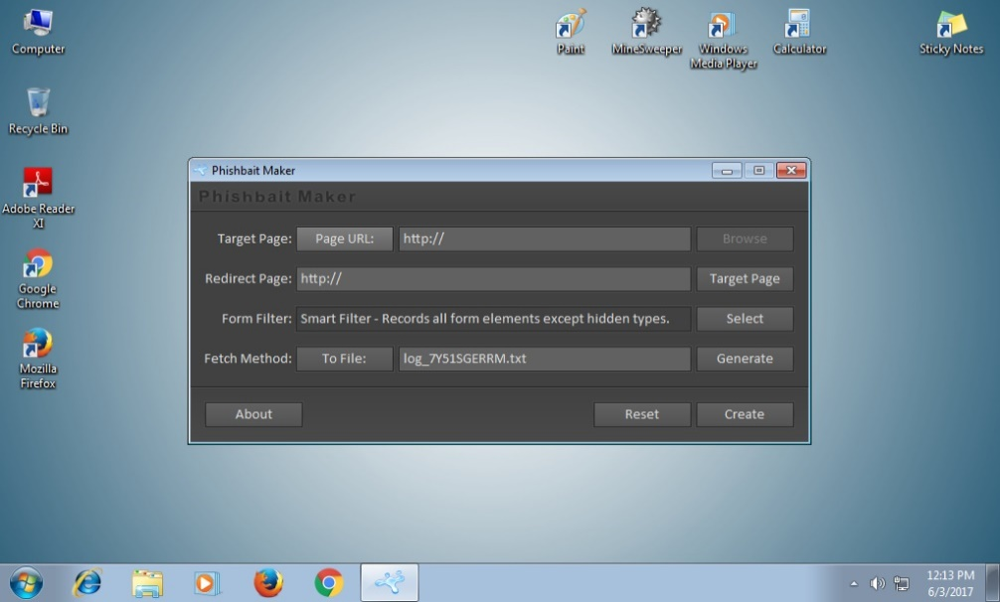 Computer
Paint
MineSweeper
Windows
Media Player
Calculator
Sticky Notes
Recycle Bin
Adobe Reader
XI
Google
Chrome
Mozilla
Firefox
Phishbait Maker
Phishbait Maker
Target Page: Page URL: http:// Browse
Redirect Page: http:// Target Page
Form Filter: Smart Filter - Records all form elements except hidden types. Select
Fetch Method: To File: log_7Y51SGERRM.txt Generate
About Reset Create
12:13 PM
6/3/2017